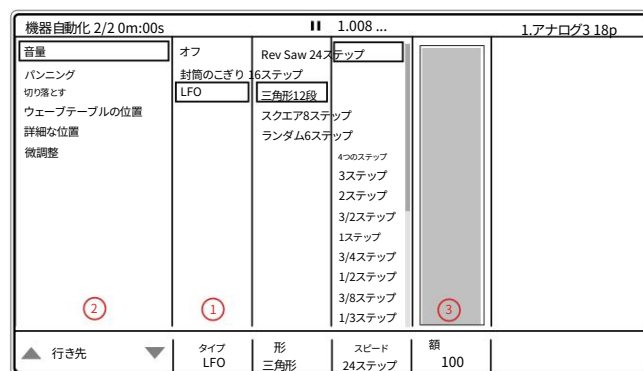 機器自動化 2/2 0m:00s
1.008 ...
1.アナログ3 18p
音量
パンニング
切り落とす
ウェーブテーブルの位置
詳細な位置
微調整
2
オフ
封筒のこぎり 16ステップ
LFO
1
Rev Saw 24ステップ
三角形12段
スクエア8ステップ
ランダム6ステップ
4つのステップ
3ステップ
2ステップ
3/2ステップ
1ステップ
3/4ステップ
1/2ステップ
3/8ステップ
1/3ステップ
3
行き先
タイプ
LFO
形
三角形
スピード
24ステップ
額
100